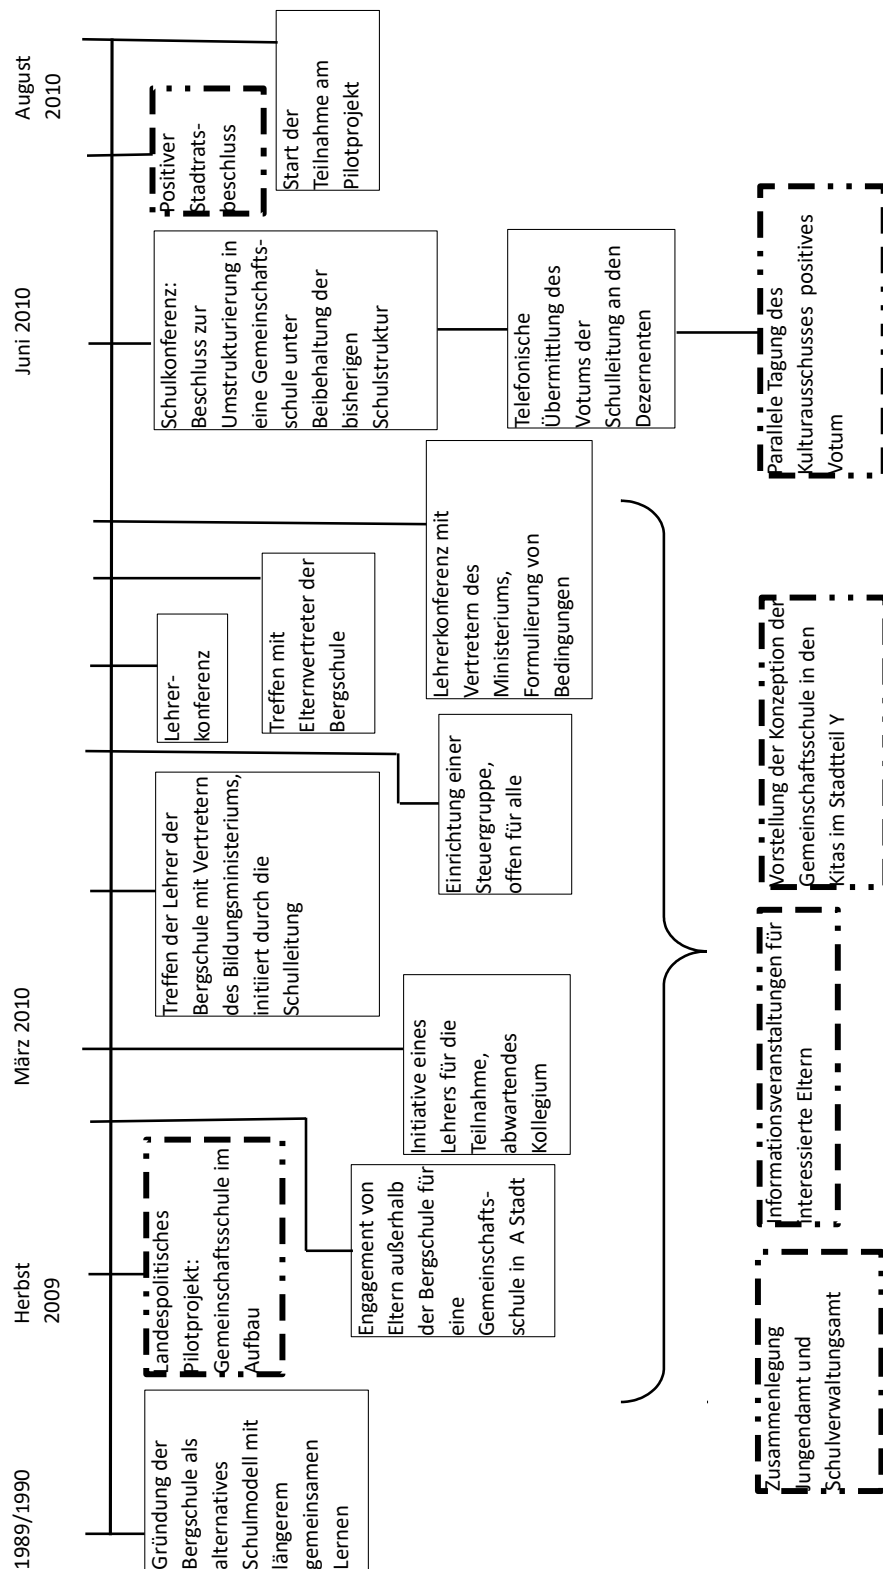 1989/1990
Herbst
2009
März 2010
Juni 2010
August
2010
Gründung der
Bergschule als
alternatives
Schulmodell mit
längerem
gemeinsamen
Lernen
Landespolitisches
Pilotprojekt:
Gemeinschaftsschule im
Aufbau
Engagement von
Eltern außerhalb
der Bergschule für
eine
Gemeinschafts-
schule in A Stadt
Initiative eines
Lehrers für die
Teilnahme,
abwartendes
Kollegium
Treffen der Lehrer der
Bergschule mit Vertretern
des Bildungsministeriums,
initiiert durch die
Schulleitung
Einrichtung einer
Steuergruppe,
offen für alle
Lehrer-
konferenz
Treffen mit
Elternvertreter der
Bergschule
Lehrerkonferenz mit
Vertretern des
Ministeriums,
Formulierung von
Bedingungen
Schulkonferenz:
Beschluss zur
Umstrukturierung in
eine Gemeinschafts-
schule unter
Beibehaltung der
bisherigen
Schulstruktur
Telefonische
Übermittlung des
Votums der
Schulleitung an den
Dezernenten
Parallele Tagung des
Kulturausschusses positives
Votum
Positiver
Stadtrats-
beschluss
Start der
Teilnahme am
Pilotprojekt
Zusammenlegung
Jungendamt und
Schulverwaltungsamt
Informationsveranstaltungen für
interessierte Eltern
Vorstellung der Konzeption der
Gemeinschaftsschule in den
Kitas im Stadtteil Y